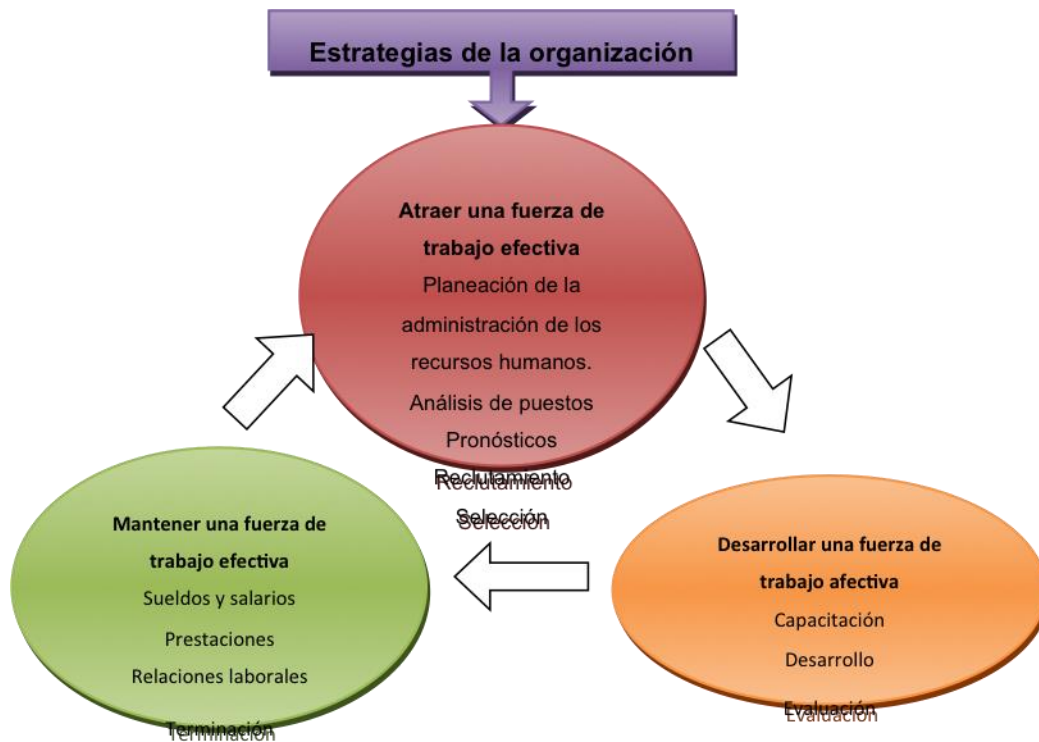 Estrategias de la organización
Atraer una fuerza de
trabajo efectiva
Planeación de la
administración de los
recursos humanos.
Análisis de puestos
Pronósticos
Reclutamiento
Selección
Mantener una fuerza de
trabajo efectiva
Sueldos y salarios
Prestaciones
Relaciones laborales
Terminación
Desarrollar una fuerza de
trabajo afectiva
Capacitación
Desarrollo
Evaluación